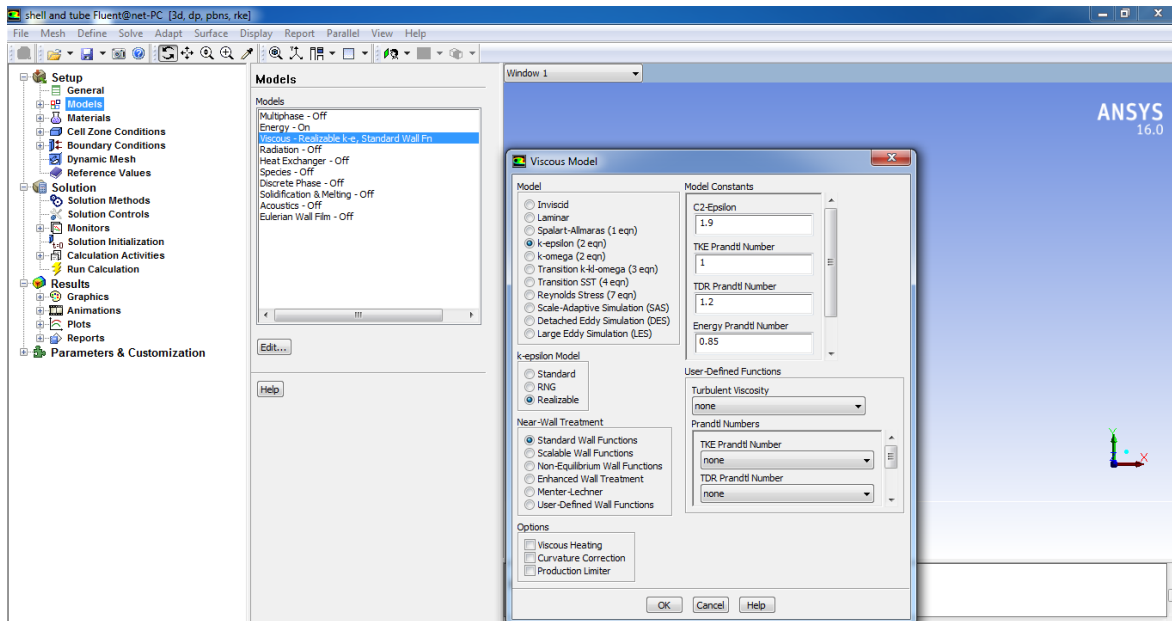 shell and tube Fluent@net-PC [3d, dp, pbns, rke]
File Mesh Define Solve Adapt Surface Display Report Parallel View Help
Setup
General
Models
Materials
Cell Zone Conditions
Boundary Conditions
Dynamic Mesh
Reference Values
Solution
Solution Methods
Solution Controls
Monitors
Solution Initialization
Calculation Activities
Run Calculation
Results
Graphics
Animations
Plots
Reports
Parameters & Customization
Models
Models
Multiphase - Off
Energy - On
Viscous - Realizable k-e, Standard Wall Fn
Radiation - Off
Heat Exchanger - Off
Species - Off
Discrete Phase - Off
Solidification & Melting - Off
Acoustics - Off
Eulerian Wall Film - Off
Edit...
Help
Window 1
ANSYS
16.0
Viscous Model
Model
Inviscid
Laminar
Spalart-Allmaras (1 eqn)
k-epsilon (2 eqn)
k-omega (2 eqn)
Transition k-kl-omega (3 eqn)
Transition SST (4 eqn)
Reynolds Stress (7 eqn)
Scale-Adaptive Simulation (SAS)
Detached Eddy Simulation (DES)
Large Eddy Simulation (LES)
k-epsilon Model
Standard
RNG
Realizable
Near-Wall Treatment
Standard Wall Functions
Scalable Wall Functions
Non-Equilibrium Wall Functions
Enhanced Wall Treatment
Menter-Lechner
User-Defined Wall Functions
Options
Viscous Heating
Curvature Correction
Production Limiter
Model Constants
C2-Epsilon
1.9
TKE Prandtl Number
1
TDR Prandtl Number
1.2
Energy Prandtl Number
0.85
User-Defined Functions
Turbulent Viscosity
none
Prandtl Numbers
TKE Prandtl Number
none
TDR Prandtl Number
none
OK Cancel Help
Y
X